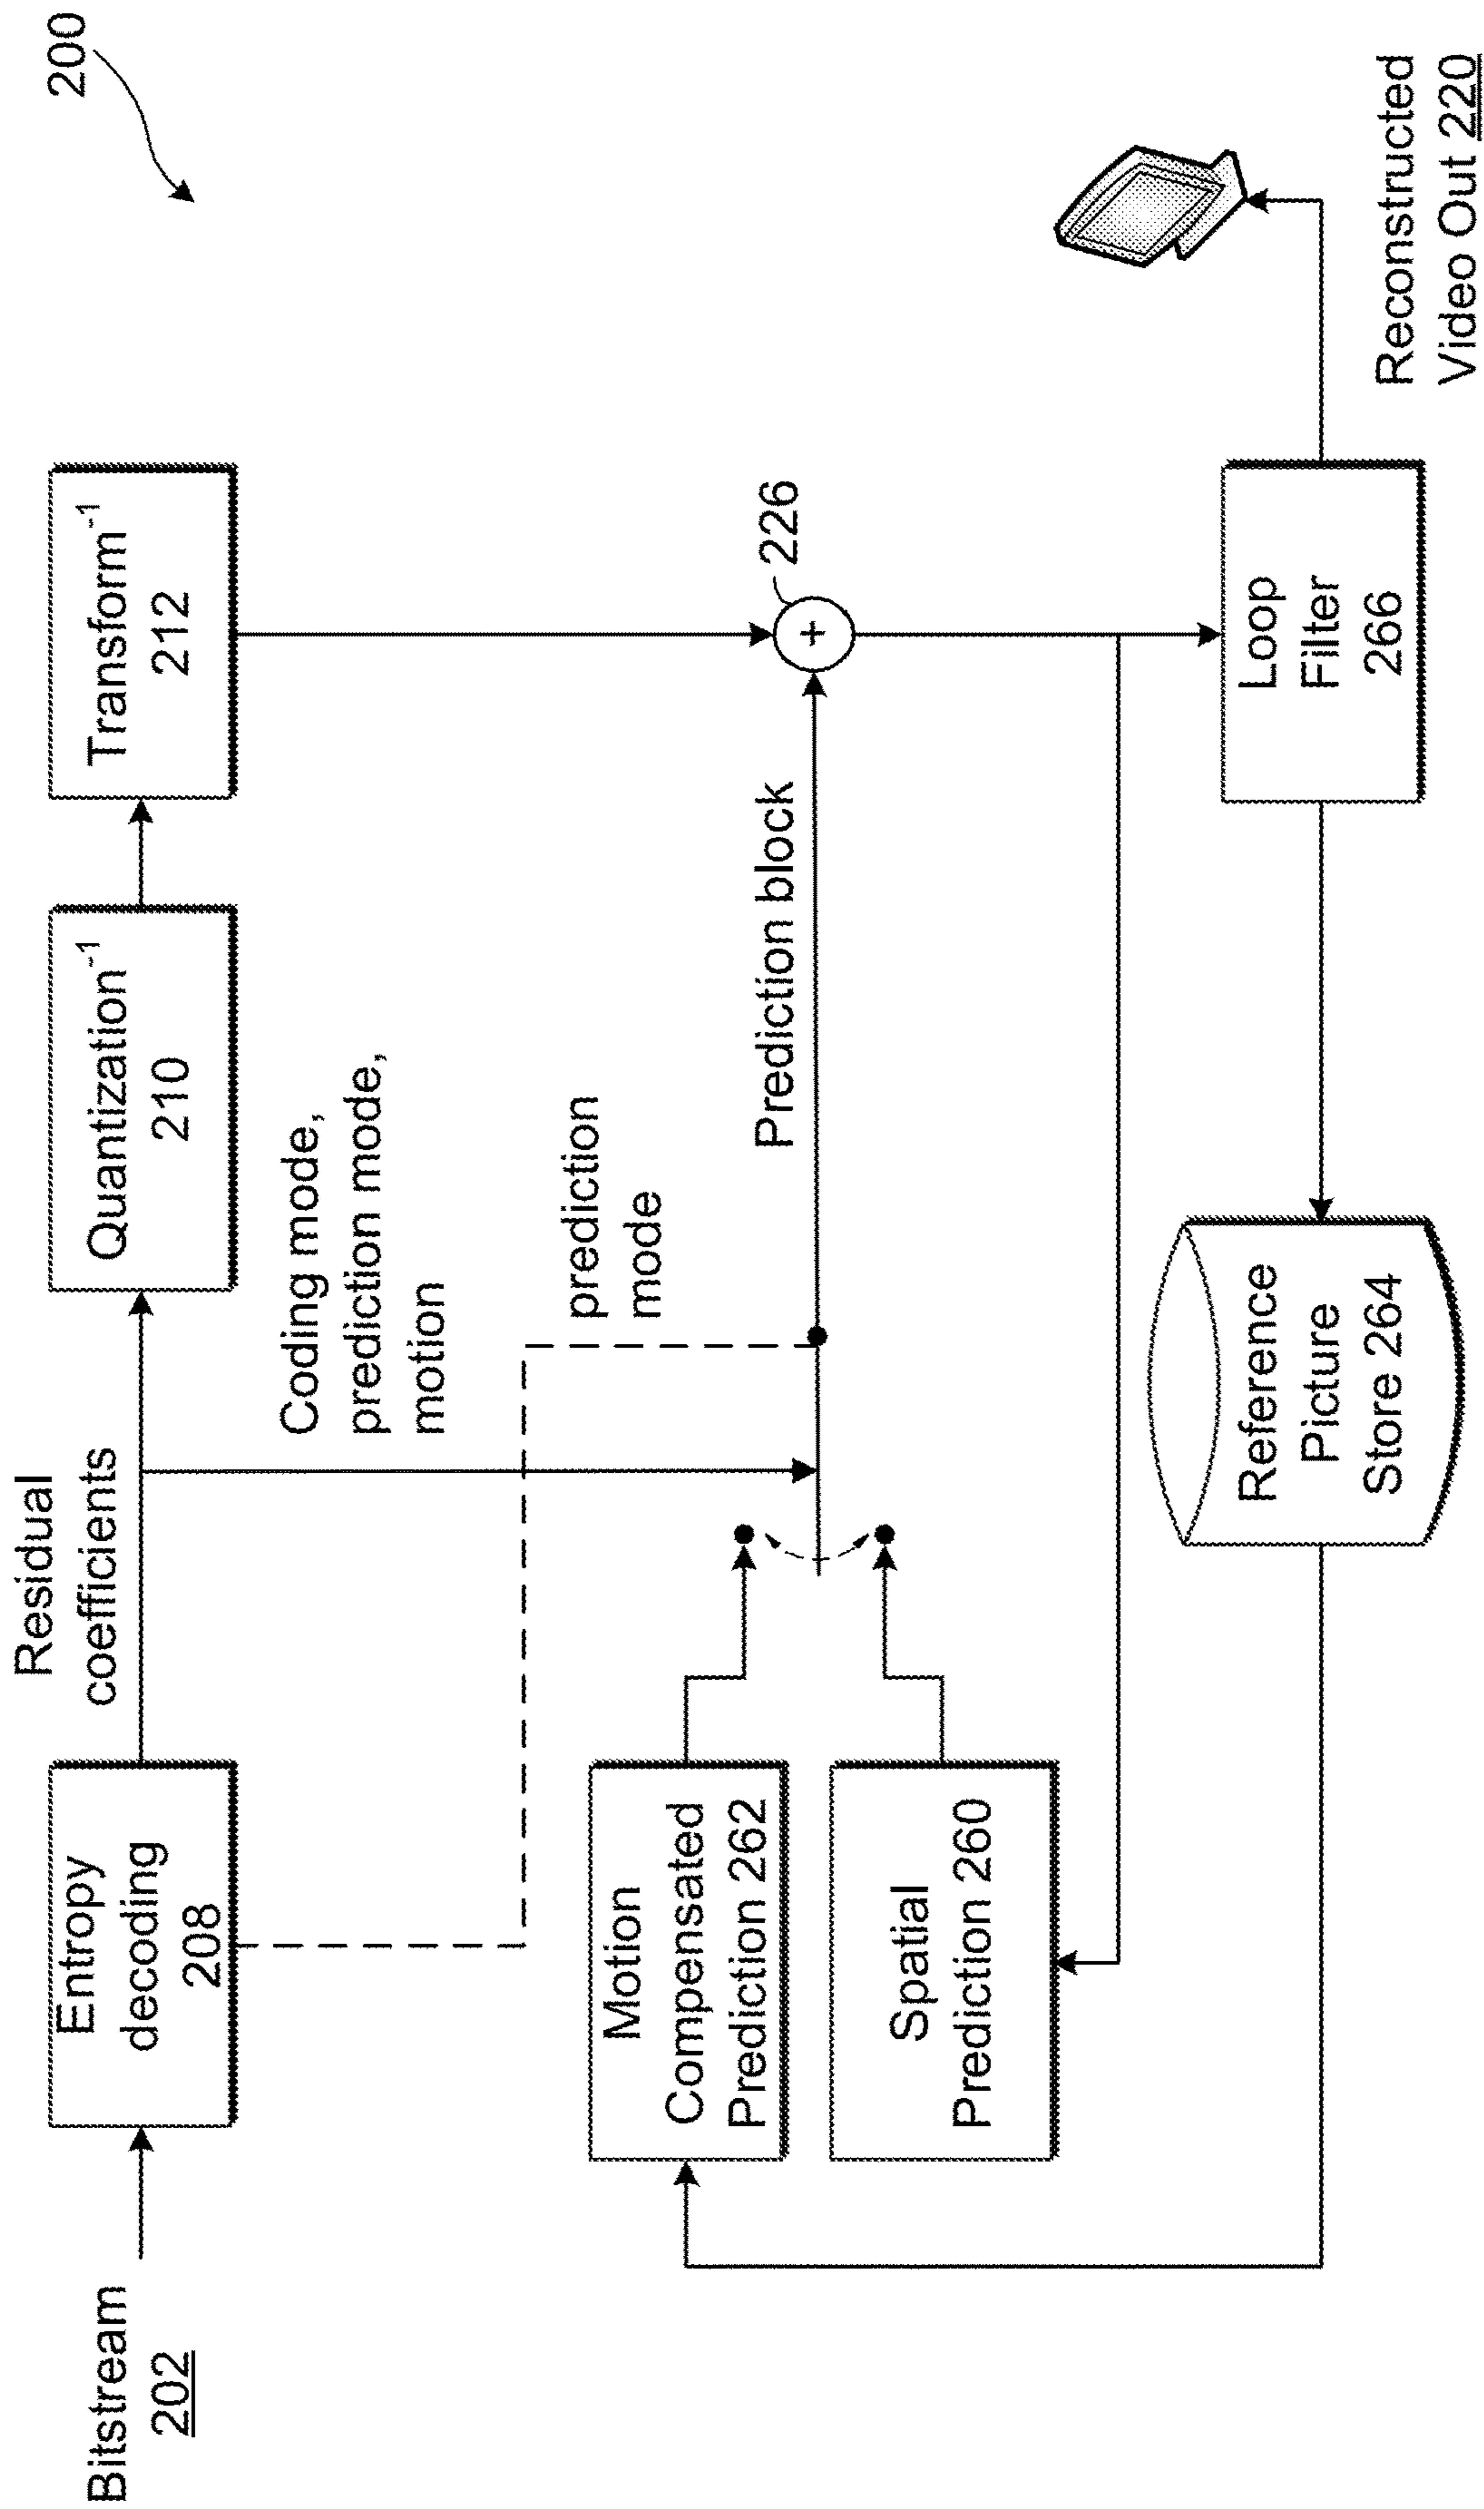 200
Bitstream
202
Entropy
decoding
208
Residual
coefficients
Quantization⁻¹
210
Transform⁻¹
212
Coding mode,
prediction mode,
motion
prediction
mode
Motion
Compensated
Prediction 262
Spatial
Prediction 260
Prediction block
+
226
Reference
Picture
Store 264
Loop
Filter
266
Reconstructed
Video Out 220